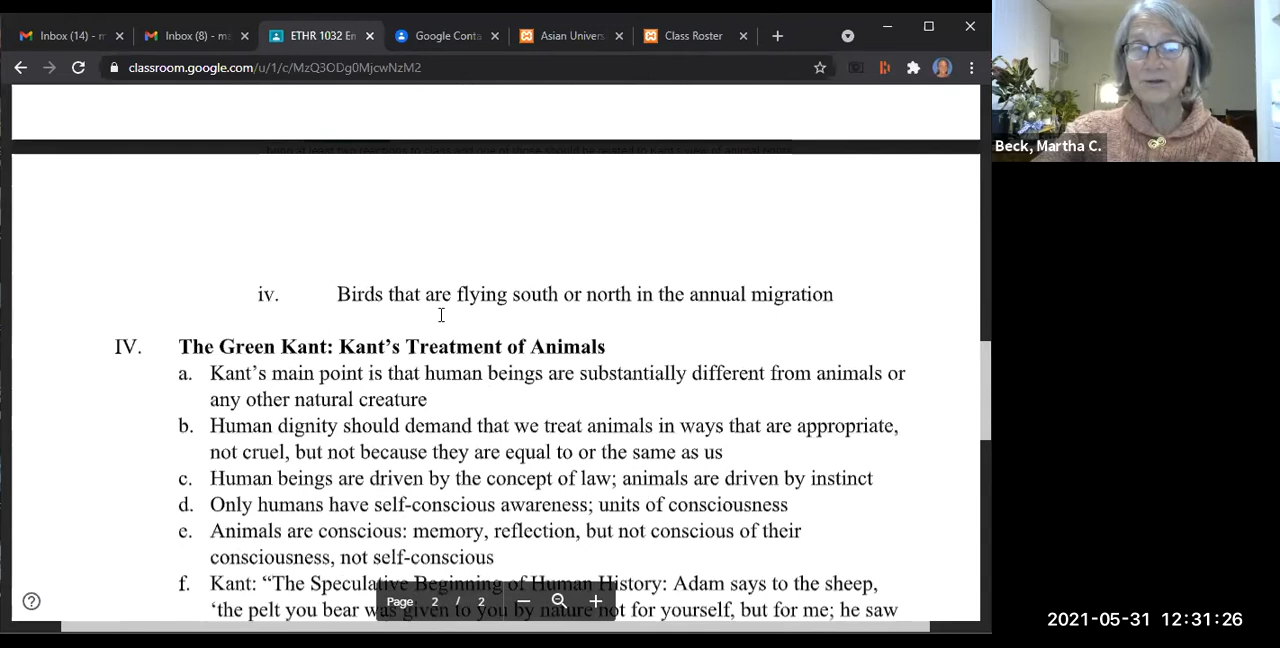 Inbox (14) - m
Inbox (8) - ma
ETHR 1032 En
Google Conta
Asian Univers
Class Roster
classroom.google.com/u/1/c/MzQ3ODg0MjcwNzM2
Beck, Martha C.
iv. Birds that are flying south or north in the annual migration
IV. The Green Kant: Kant's Treatment of Animals
a. Kant's main point is that human beings are substantially different from animals or
any other natural creature
b. Human dignity should demand that we treat animals in ways that are appropriate,
not cruel, but not because they are equal to or the same as us
c. Human beings are driven by the concept of law; animals are driven by instinct
d. Only humans have self-conscious awareness; units of consciousness
e. Animals are conscious: memory, reflection, but not conscious of their
consciousness, not self-conscious
f. Kant: “The Speculative Beginning of Human History: Adam says to the sheep,
‘the pelt you bear was given to you by nature not for yourself, but for me; he saw
Page 2 / 2
2021-05-31 12:31:26